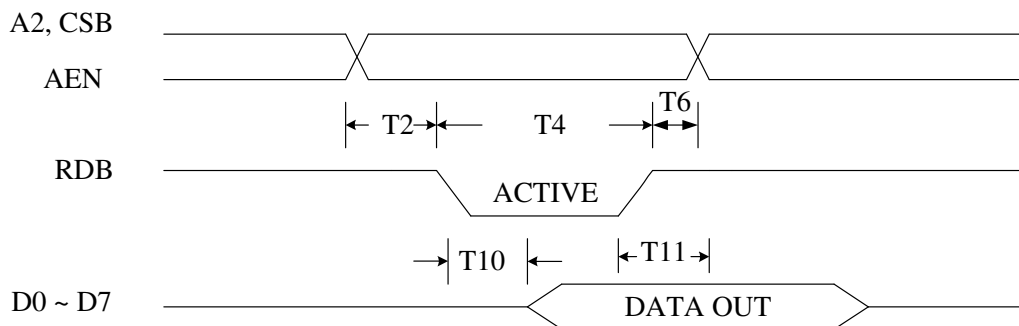 A2, CSB
AEN
T2 T4 T6
RDB
ACTIVE
T10 T11
D0 ~ D7
DATA OUT